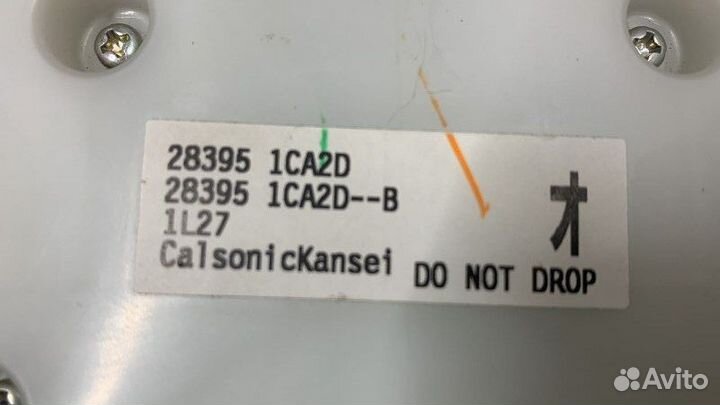 28395 1CA2D
28395 1CA2D--B
1L27
CalsonicKansei DO NOT DROP
オ
Avito